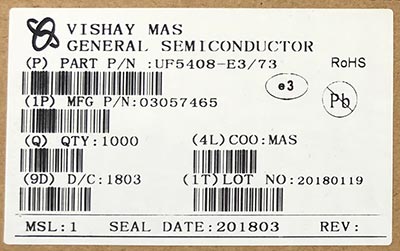 VISHAY MAS
GENERAL SEMICONDUCTOR
(P) PART P/N :UF5408-E3/73 RoHS
e3
Pb
(1P) MFG P/N:03057465
(Q) QTY:1000 (4L) COO:MAS
(9D) D/C:1803 (1T) LOT NO:20180119
MSL:1 SEAL DATE:201803 REV: